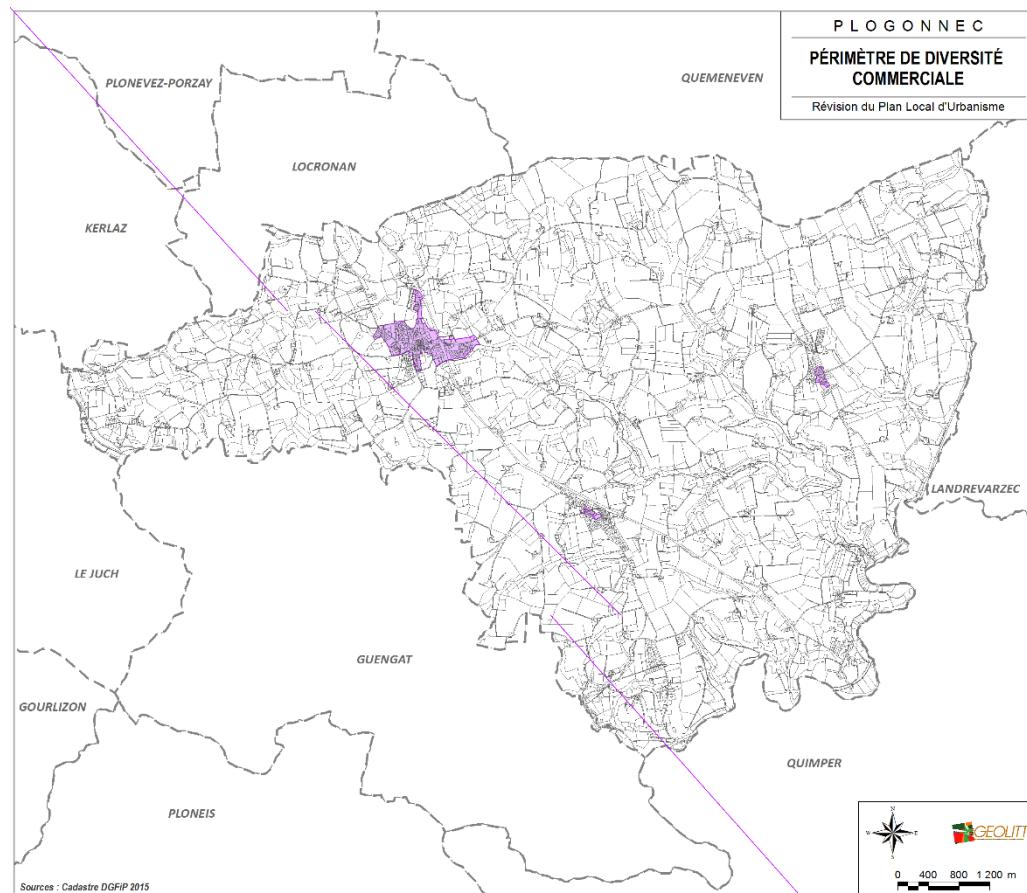 PLOGONNEC
PÉRIMÈTRE DE DIVERSITÉ
COMMERCIALE
Révision du Plan Local d'Urbanisme
PLONEVEZ-PORZAY
QUEMENEVEN
LOCRONAN
KERLAZ
LANDREVARZEC
LE JUCH
GUENGAT
GOURLIZON
QUIMPER
PLONEIS
N
W
E
S
GEOLITT
0 400 800 1 200 m
Sources : Cadastre DGFiP 2015